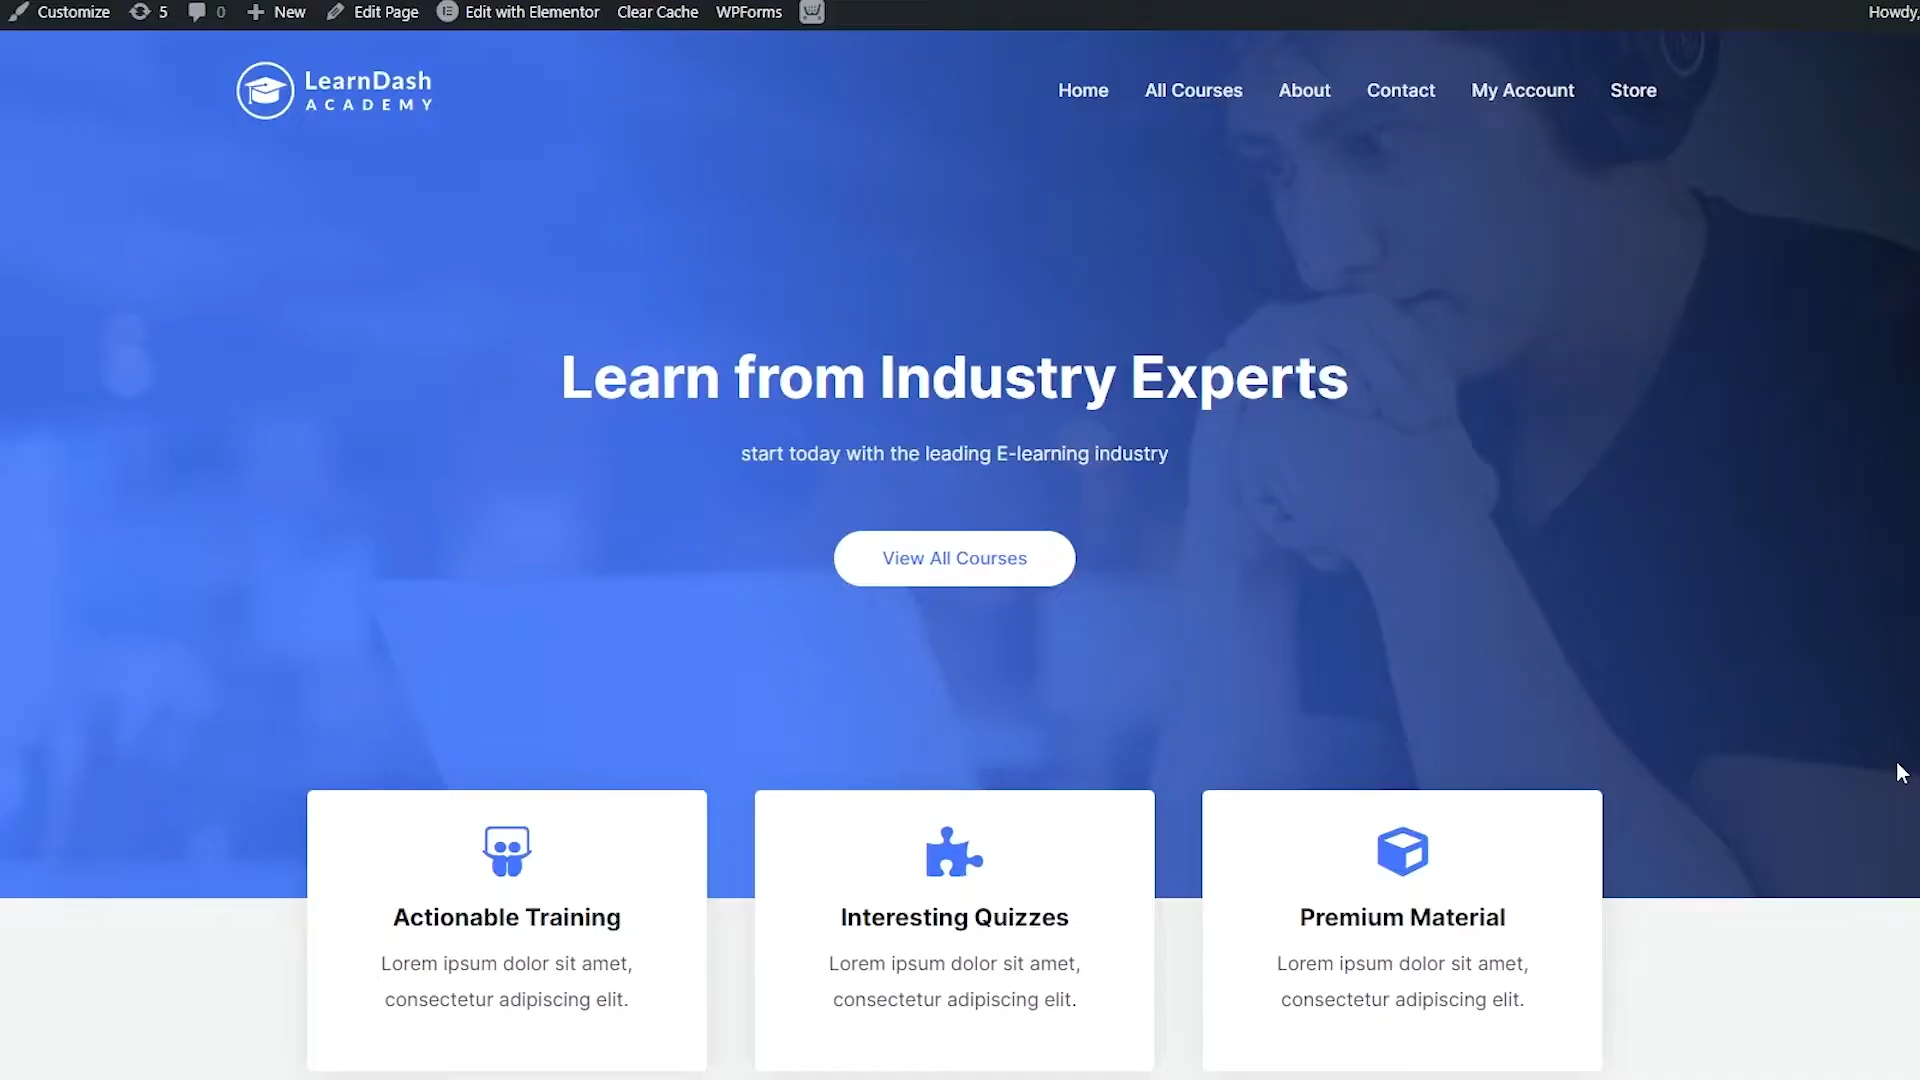 Customize 5 0 New Edit Page Edit with Elementor Clear Cache WPForms Howdy,
LearnDash
ACADEMY
Home All Courses About Contact My Account Store
Learn from Industry Experts
start today with the leading E-learning industry
View All Courses
Actionable Training
Lorem ipsum dolor sit amet,
consectetur adipiscing elit.
Interesting Quizzes
Lorem ipsum dolor sit amet,
consectetur adipiscing elit.
Premium Material
Lorem ipsum dolor sit amet,
consectetur adipiscing elit.